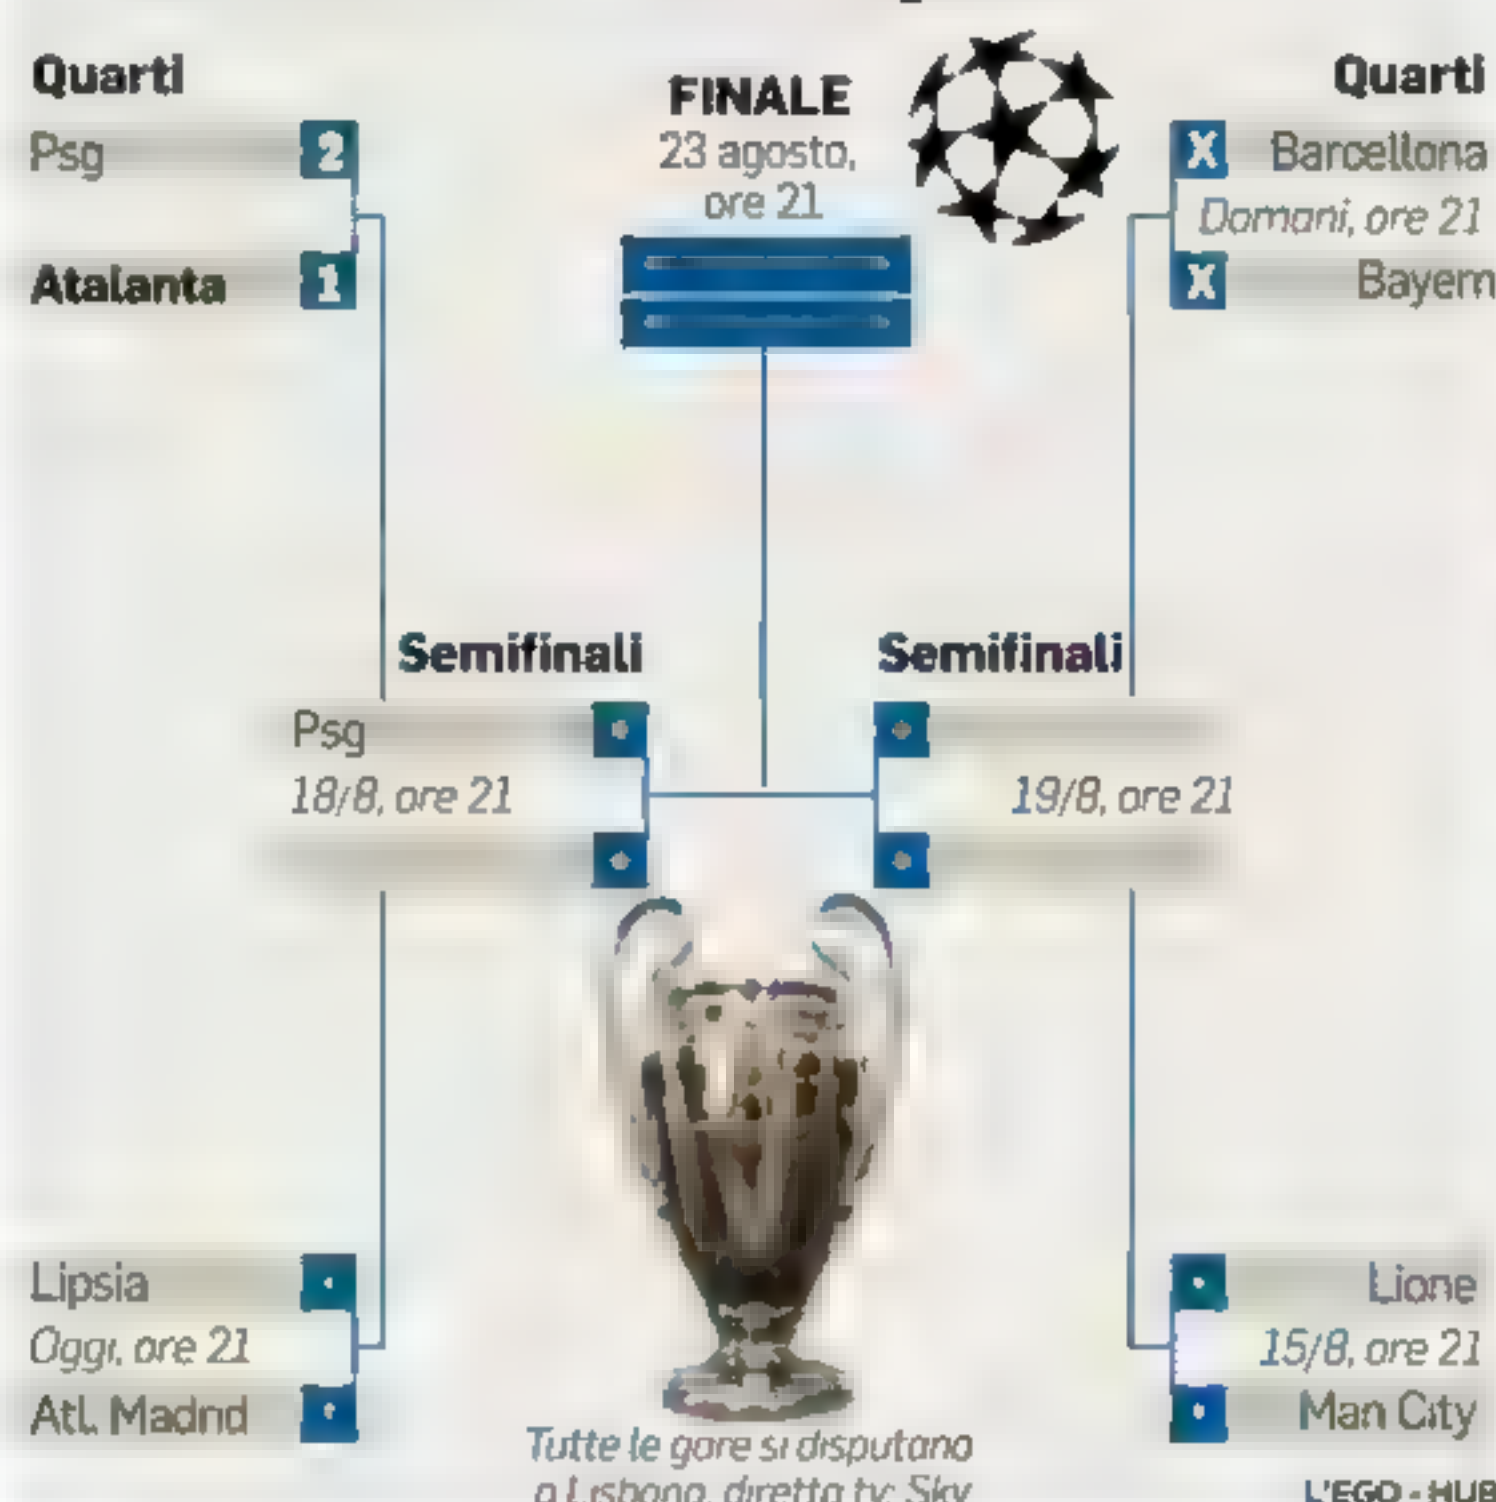 Quarti
Psg 2
Atalanta 1
FINALE
23 agosto,
ore 21
Quarti
X Barcellona
Domani, ore 21
X Bayern
Semifinali
Psg
18/8, ore 21
Semifinali
19/8, ore 21
Lipsia
Oggi, ore 21
Atl. Madrid
Lione
15/8, ore 21
Man City
Tutte le gare si disputano
a Lisbona, diretta tv: Sky
L'EGO - HUB